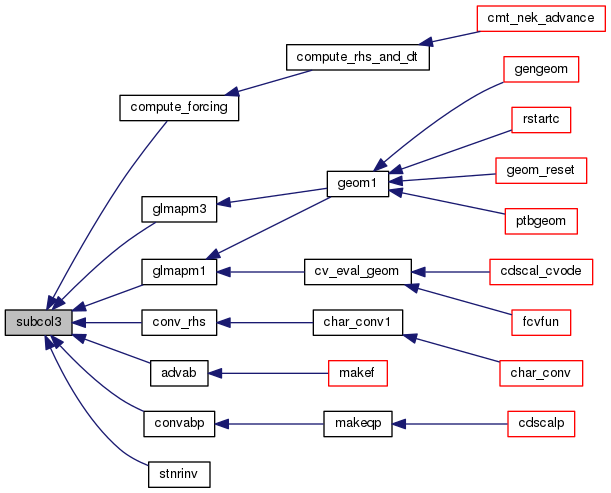 cmt_nek_advance
compute_rhs_and_dt
gengeom
compute_forcing
rstartc
geom_reset
geom1
glmapm3
ptbgeom
glmapm1
cv_eval_geom
cdscal_cvode
subcol3
conv_rhs
char_conv1
fcvfun
advab
makef
char_conv
convabp
makeqp
cdscalp
stnrinv